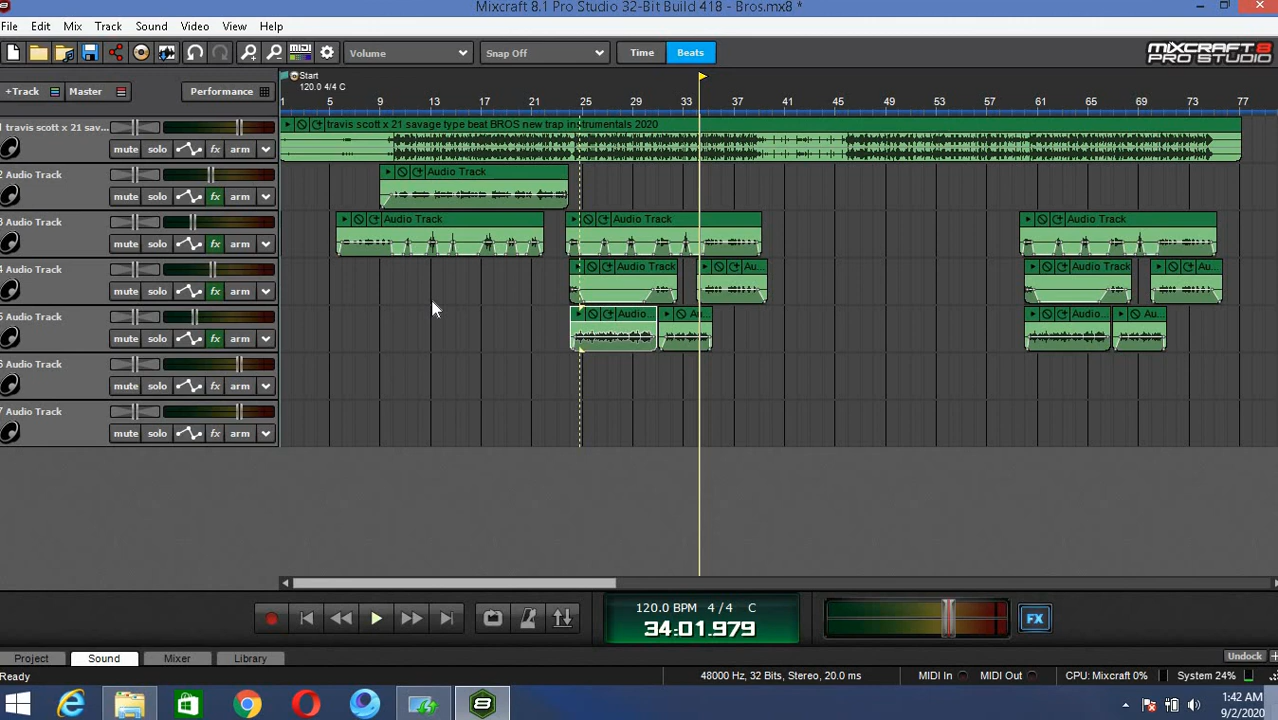 Mixcraft 8.1 Pro Studio 32-Bit Build 418 - Bros.mx8 *
File Edit Mix Track Sound Video View Help
Volume Snap Off Time Beats MIXCRAFT 8 PRO STUDIO
Start
120.0 4/4 C
+Track Master Performance
1 5 9 13 17 21 25 29 33 37 41 45 49 53 57 61 65 69 73 77
1 travis scott x 21 sav... travis scott x 21 savage type beat BROS new trap instrumentals 2020
mute solo fx arm
2 Audio Track Audio Track
mute solo fx arm
3 Audio Track Audio Track Audio Track Audio Track
mute solo fx arm
4 Audio Track Audio Track Au... Audio Track Au...
mute solo fx arm
5 Audio Track Audio... Au... Audio... Au...
mute solo fx arm
6 Audio Track
mute solo fx arm
7 Audio Track
mute solo fx arm
120.0 BPM 4/4 C
34:01.979
FX
Project Sound Mixer Library Undock
Ready 48000 Hz, 32 Bits, Stereo, 20.0 ms MIDI In MIDI Out CPU: Mixcraft 0% System 24%
1:42 AM
9/2/2020